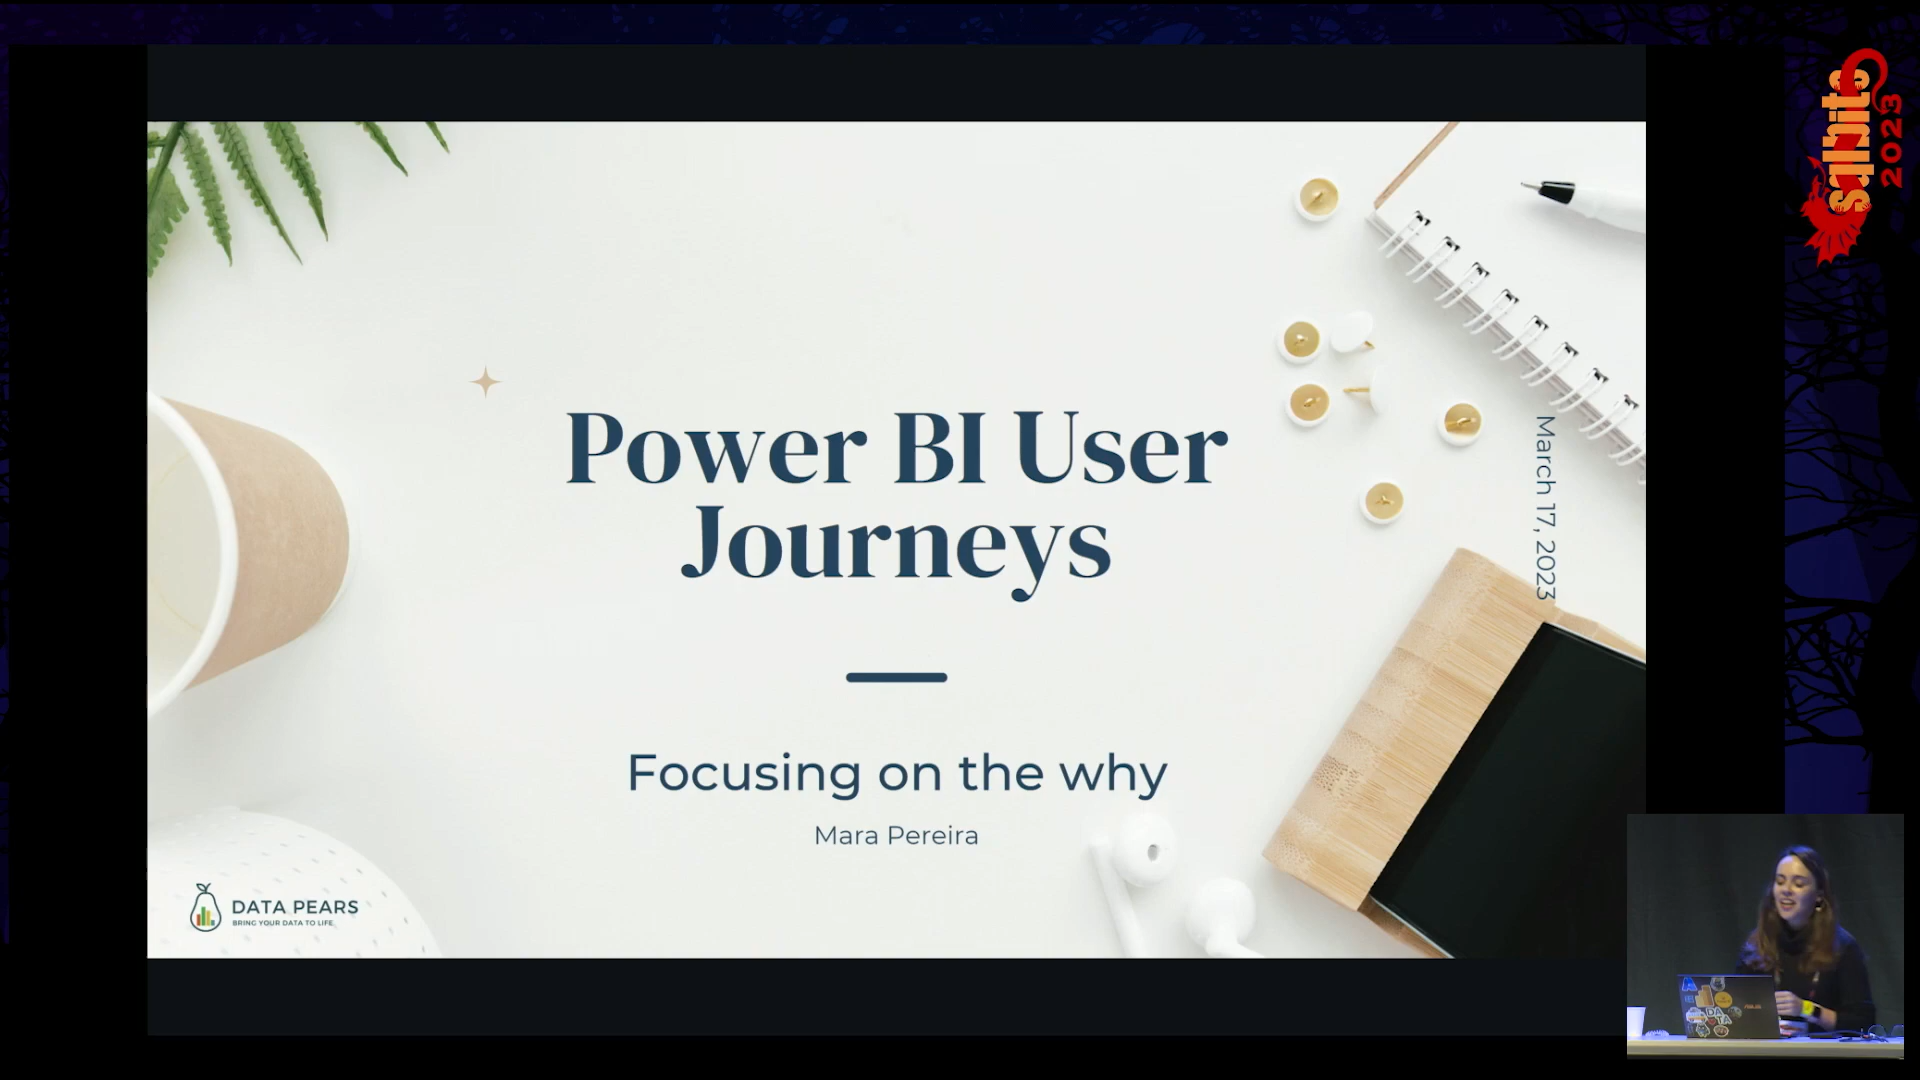 Power BI User
Journeys
Focusing on the why
Mara Pereira
March 17, 2023
DATA PEARS
BRING YOUR DATA TO LIFE
sqlbits
2023
DATA